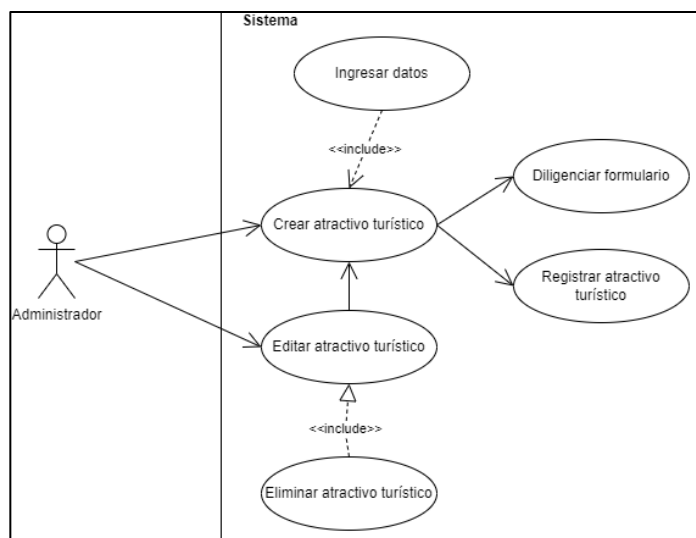 Sistema
Ingresar datos
<<include>>
Diligenciar formulario
Crear atractivo turístico
Registrar atractivo
turístico
Administrador
Editar atractivo turístico
<<include>>
Eliminar atractivo turístico